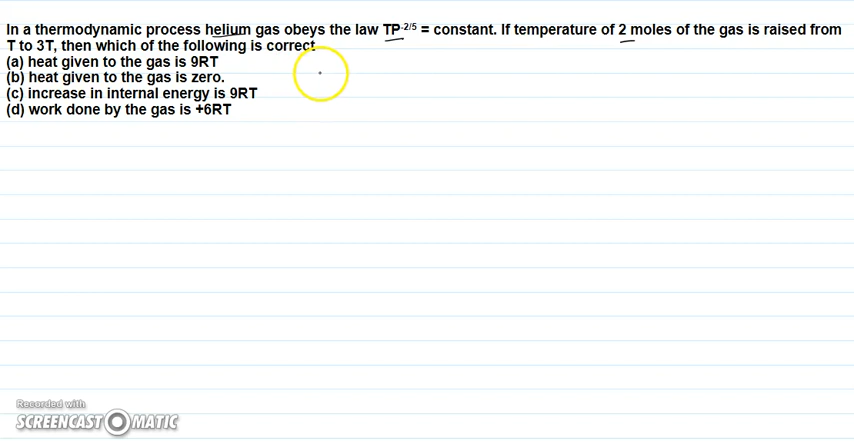 In a thermodynamic process helium gas obeys the law TP-2/5 = constant. If temperature of 2 moles of the gas is raised from
T to 3T, then which of the following is correct
(a) heat given to the gas is 9RT
(b) heat given to the gas is zero.
(c) increase in internal energy is 9RT
(d) work done by the gas is +6RT
Recorded with
SCREENCAST-O-MATIC